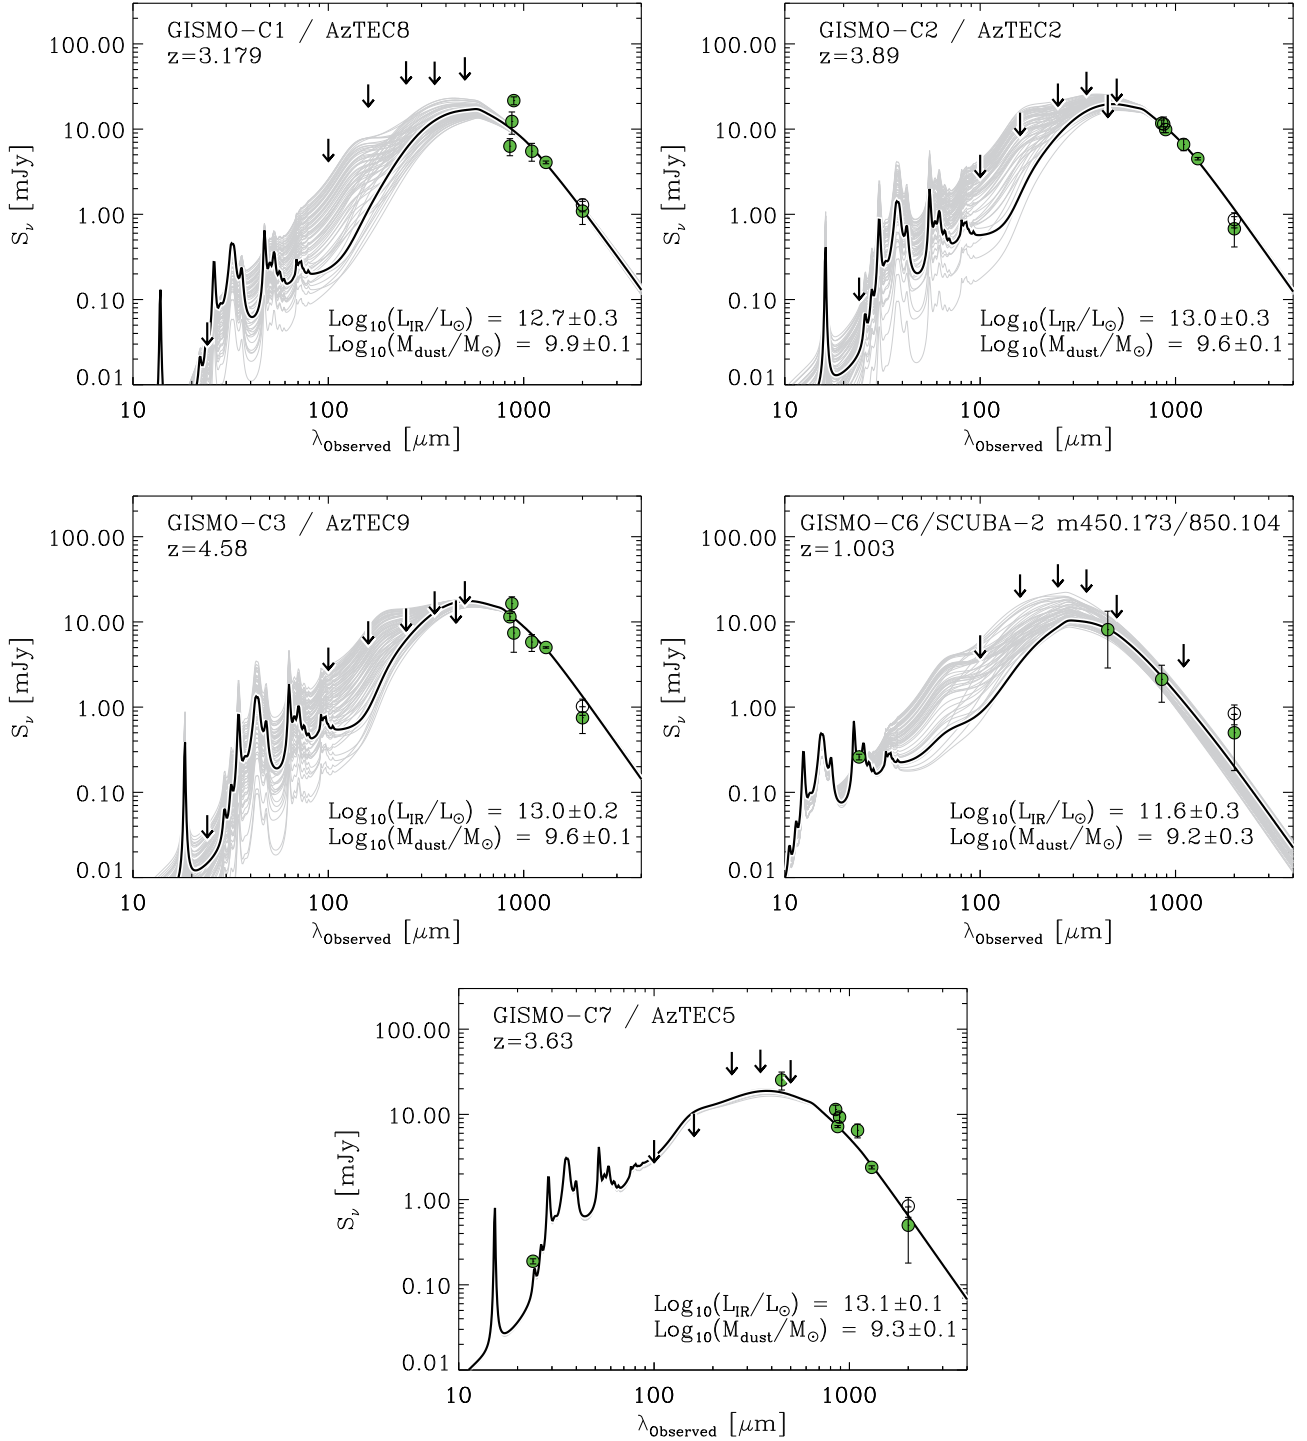 GISMO-C1 / AzTEC8
z=3.179
100.00
10.00
1.00
0.10
0.01
Sν [mJy]
Log10(LIR/L⊙) = 12.7±0.3
Log10(Mdust/M⊙) = 9.9±0.1
10 100 1000
λObserved [μm]
GISMO-C2 / AzTEC2
z=3.89
100.00
10.00
1.00
0.10
0.01
Sν [mJy]
Log10(LIR/L⊙) = 13.0±0.3
Log10(Mdust/M⊙) = 9.6±0.1
10 100 1000
λObserved [μm]
GISMO-C3 / AzTEC9
z=4.58
100.00
10.00
1.00
0.10
0.01
Sν [mJy]
Log10(LIR/L⊙) = 13.0±0.2
Log10(Mdust/M⊙) = 9.6±0.1
10 100 1000
λObserved [μm]
GISMO-C6/SCUBA-2 m450.173/850.104
z=1.003
100.00
10.00
1.00
0.10
0.01
Sν [mJy]
Log10(LIR/L⊙) = 11.6±0.3
Log10(Mdust/M⊙) = 9.2±0.3
10 100 1000
λObserved [μm]
GISMO-C7 / AzTEC5
z=3.63
100.00
10.00
1.00
0.10
0.01
Sν [mJy]
Log10(LIR/L⊙) = 13.1±0.1
Log10(Mdust/M⊙) = 9.3±0.1
10 100 1000
λObserved [μm]